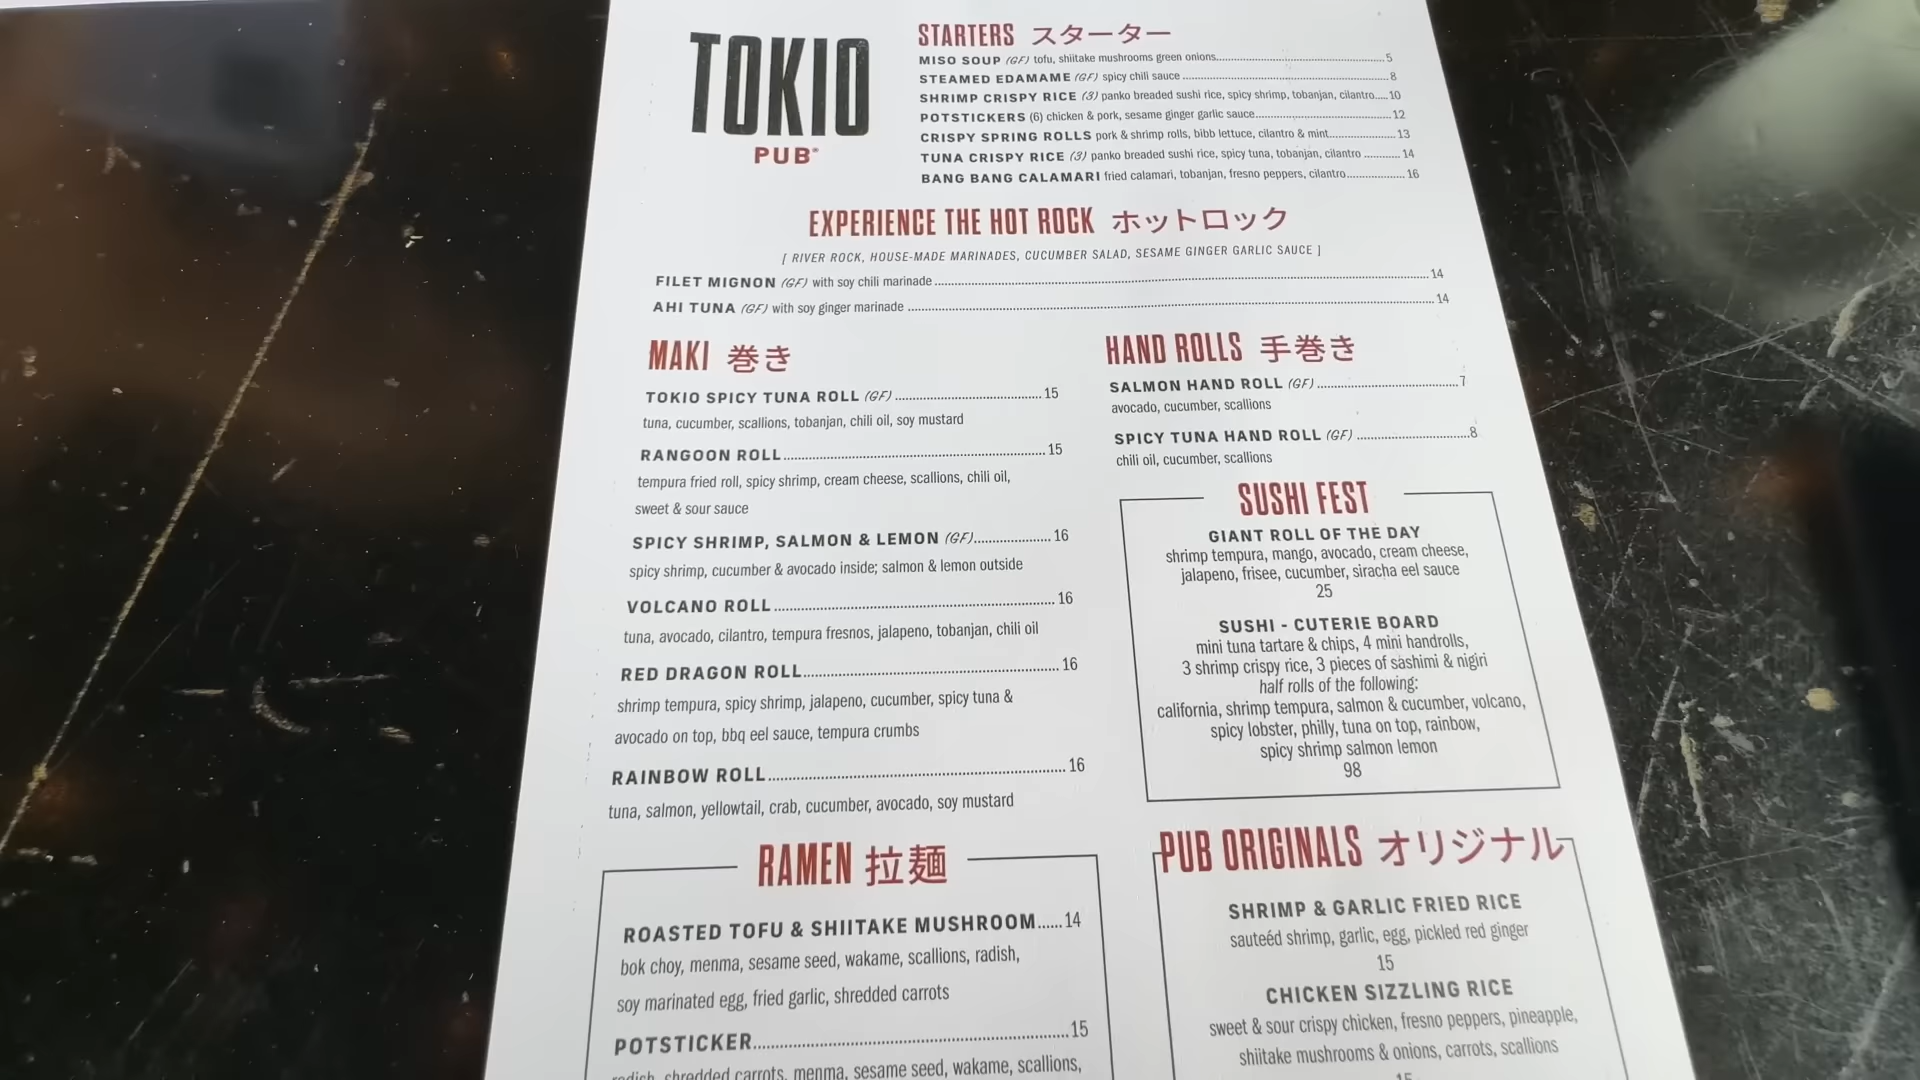 TOKIO
PUB®
STARTERS スターター
MISO SOUP (GF) tofu, shiitake mushrooms green onions 5
STEAMED EDAMAME (GF) spicy chili sauce 8
SHRIMP CRISPY RICE (3) panko breaded sushi rice, spicy shrimp, tobanjan, cilantro 10
POTSTICKERS (6) chicken & pork, sesame ginger garlic sauce 12
CRISPY SPRING ROLLS pork & shrimp rolls, bibb lettuce, cilantro & mint 13
TUNA CRISPY RICE (3) panko breaded sushi rice, spicy tuna, tobanjan, cilantro 14
BANG BANG CALAMARI fried calamari, tobanjan, fresno peppers, cilantro 16
EXPERIENCE THE HOT ROCK ホットロック
[ RIVER ROCK, HOUSE-MADE MARINADES, CUCUMBER SALAD, SESAME GINGER GARLIC SAUCE ]
FILET MIGNON (GF) with soy chili marinade 14
AHI TUNA (GF) with soy ginger marinade 14
MAKI 巻き
TOKIO SPICY TUNA ROLL (GF) 15
tuna, cucumber, scallions, tobanjan, chili oil, soy mustard
RANGOON ROLL 15
tempura fried roll, spicy shrimp, cream cheese, scallions, chili oil,
sweet & sour sauce
SPICY SHRIMP, SALMON & LEMON (GF) 16
spicy shrimp, cucumber & avocado inside; salmon & lemon outside
VOLCANO ROLL 16
tuna, avocado, cilantro, tempura fresnos, jalapeno, tobanjan, chili oil
RED DRAGON ROLL 16
shrimp tempura, spicy shrimp, jalapeno, cucumber, spicy tuna &
avocado on top, bbq eel sauce, tempura crumbs
RAINBOW ROLL 16
tuna, salmon, yellowtail, crab, cucumber, avocado, soy mustard
HAND ROLLS 手巻き
SALMON HAND ROLL (GF) 7
avocado, cucumber, scallions
SPICY TUNA HAND ROLL (GF) 8
chili oil, cucumber, scallions
SUSHI FEST
GIANT ROLL OF THE DAY
shrimp tempura, mango, avocado, cream cheese,
jalapeno, frisee, cucumber, siracha eel sauce
25
SUSHI - CUTERIE BOARD
mini tuna tartare & chips, 4 mini handrolls,
3 shrimp crispy rice, 3 pieces of sashimi & nigiri
half rolls of the following:
california, shrimp tempura, salmon & cucumber, volcano,
spicy lobster, philly, tuna on top, rainbow,
spicy shrimp salmon lemon
98
RAMEN 拉麺
ROASTED TOFU & SHIITAKE MUSHROOM 14
bok choy, menma, sesame seed, wakame, scallions, radish,
soy marinated egg, fried garlic, shredded carrots
POTSTICKER 15
radish, shredded carrots, menma, sesame seed, wakame, scallions,
PUB ORIGINALS オリジナル
SHRIMP & GARLIC FRIED RICE
sauteéd shrimp, garlic, egg, pickled red ginger
15
CHICKEN SIZZLING RICE
sweet & sour crispy chicken, fresno peppers, pineapple,
shiitake mushrooms & onions, carrots, scallions
15